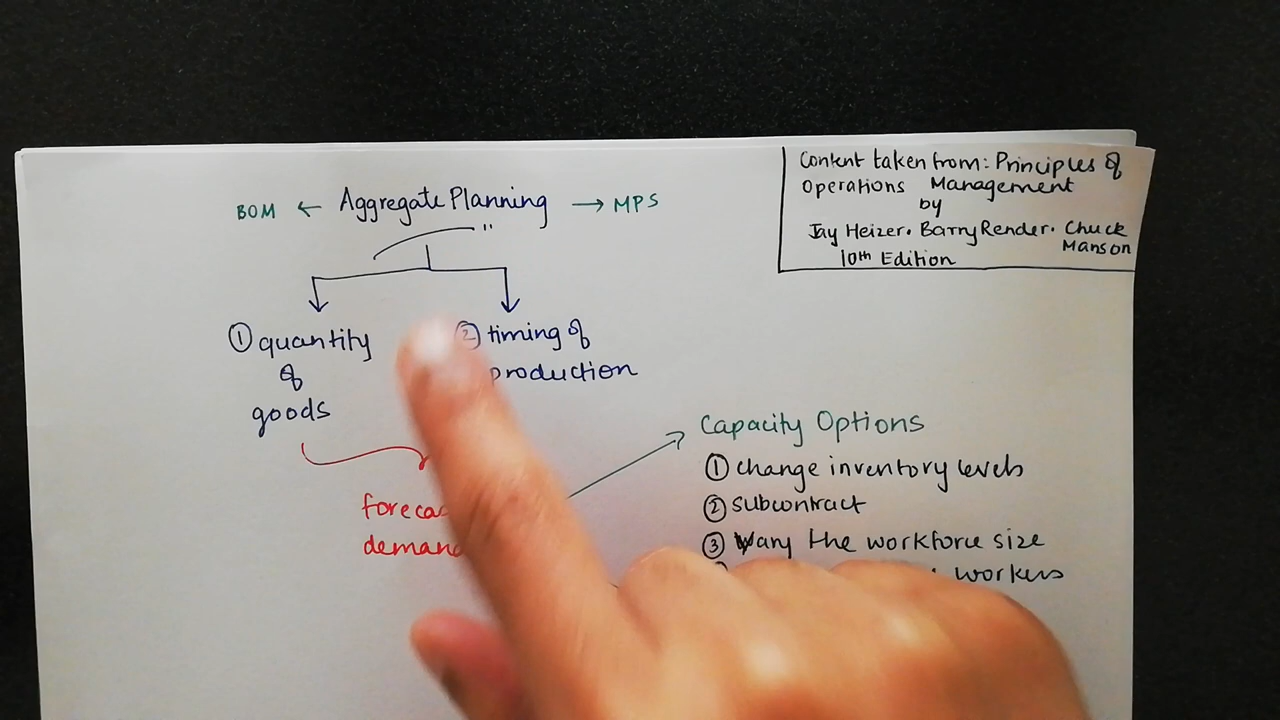 Content taken from: Principles of
Operations Management
by
Jay Heizer. Barry Render. Chuck
Manson
10th Edition
BOM ← Aggregate Planning → MPS
① quantity
of
goods
② timing of
production
Capacity Options
① change inventory levels
② subcontract
③ Vary the workforce size
workers